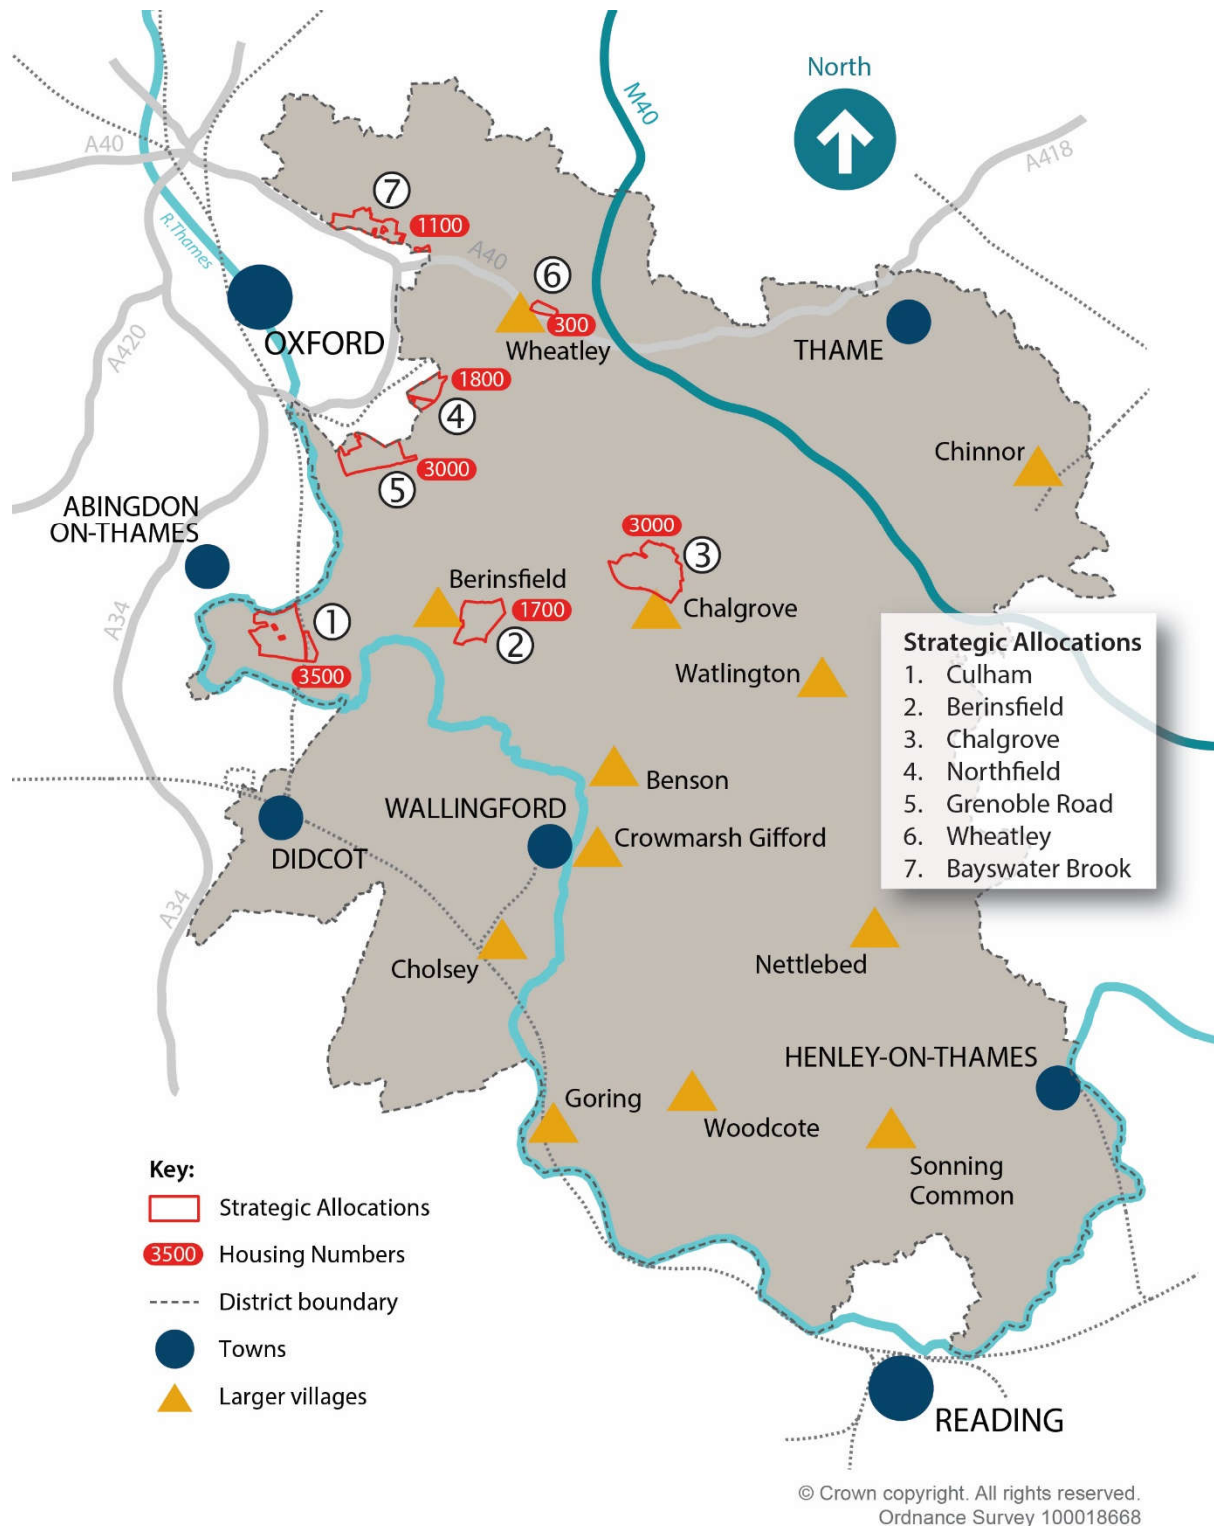 North
M40
A40
A418
R.Thames
7
1100
A40
6
OXFORD
300
Wheatley
THAME
A420
1800
4
Chinnor
3000
5
ABINGDON
ON-THAMES
3000
3
Berinsfield
1700
Chalgrove
A34
1
2
3500
Watlington
Strategic Allocations
1. Culham
2. Berinsfield
3. Chalgrove
4. Northfield
5. Grenoble Road
6. Wheatley
7. Bayswater Brook
Benson
WALLINGFORD
Crowmarsh Gifford
DIDCOT
A34
Cholsey
Nettlebed
HENLEY-ON-THAMES
Goring
Woodcote
Sonning
Common
Key:
Strategic Allocations
3500 Housing Numbers
District boundary
Towns
Larger villages
READING
© Crown copyright. All rights reserved.
Ordnance Survey 100018668